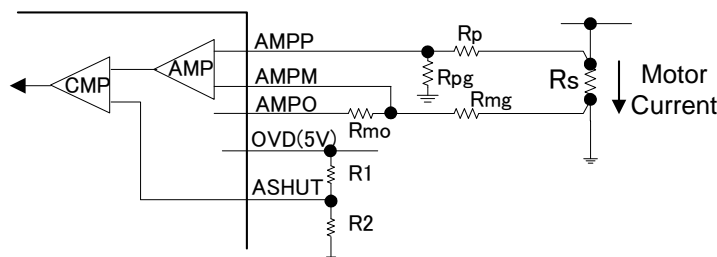 AMPP
Rp
AMP
AMPM
Rpg
Rs
Motor
Current
CMP
AMPO
Rmo
Rmg
OVD(5V)
R1
ASHUT
R2